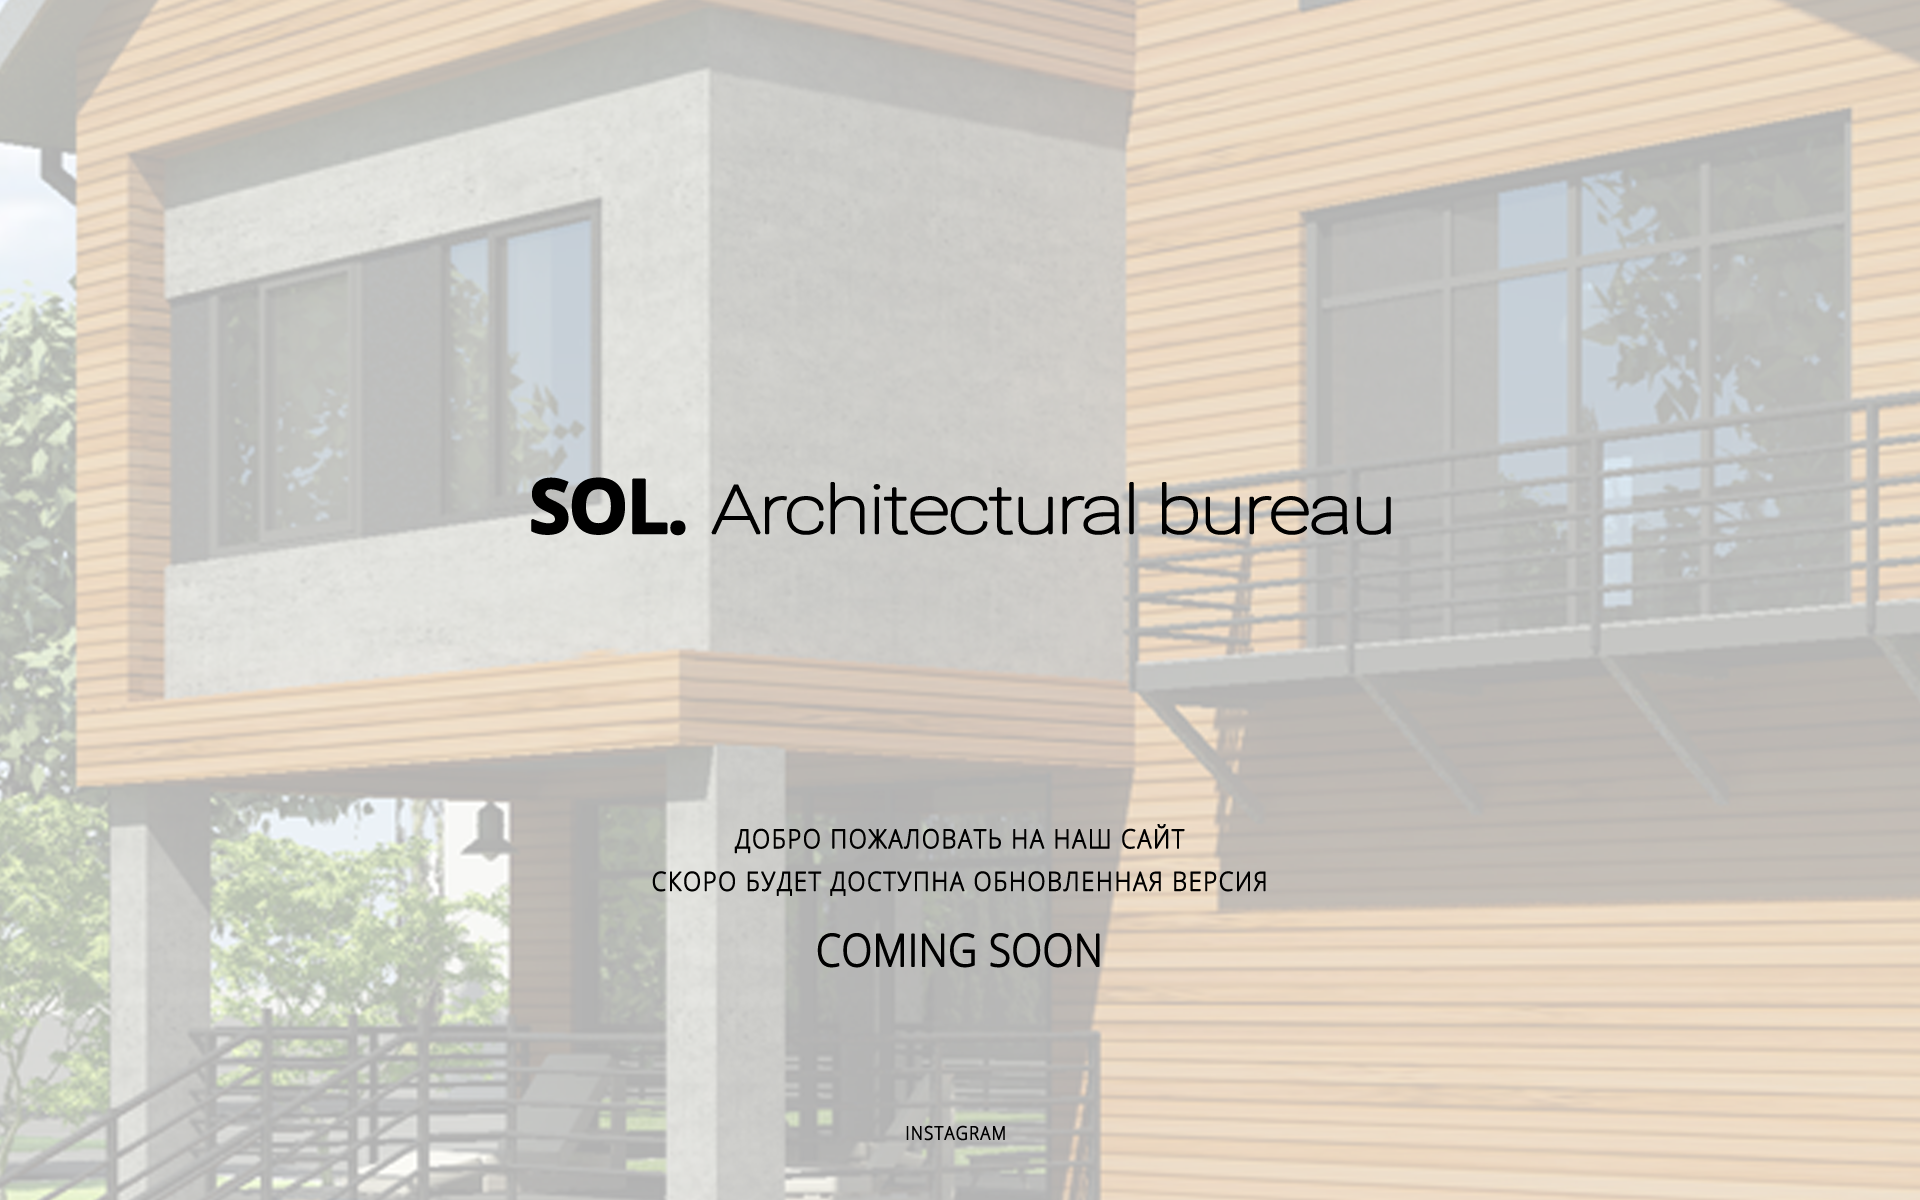 SOL. Architectural bureau
ДОБРО ПОЖАЛОВАТЬ НА НАШ САЙТ
СКОРО БУДЕТ ДОСТУПНА ОБНОВЛЕННАЯ ВЕРСИЯ
COMING SOON
INSTAGRAM